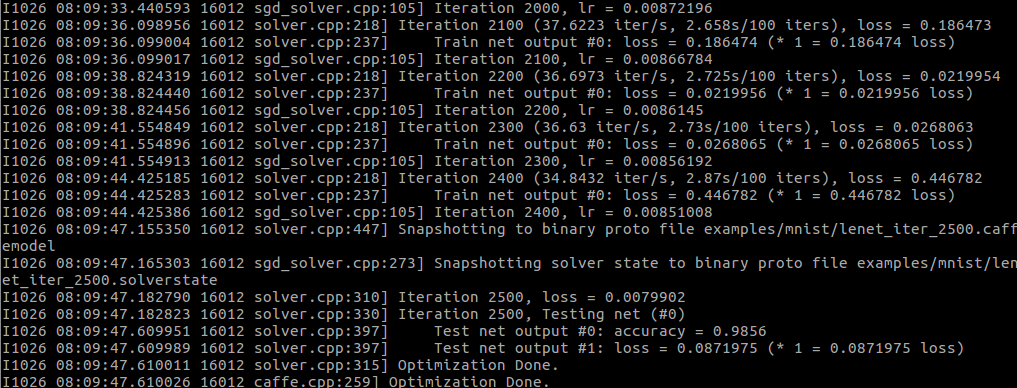 I1026 08:09:33.440593 16012 sgd_solver.cpp:105] Iteration 2000, lr = 0.00872196
I1026 08:09:36.098956 16012 solver.cpp:218] Iteration 2100 (37.6223 iter/s, 2.658s/100 iters), loss = 0.186473
I1026 08:09:36.099004 16012 solver.cpp:237]     Train net output #0: loss = 0.186474 (* 1 = 0.186474 loss)
I1026 08:09:36.099017 16012 sgd_solver.cpp:105] Iteration 2100, lr = 0.00866784
I1026 08:09:38.824319 16012 solver.cpp:218] Iteration 2200 (36.6973 iter/s, 2.725s/100 iters), loss = 0.0219954
I1026 08:09:38.824440 16012 solver.cpp:237]     Train net output #0: loss = 0.0219956 (* 1 = 0.0219956 loss)
I1026 08:09:38.824456 16012 sgd_solver.cpp:105] Iteration 2200, lr = 0.0086145
I1026 08:09:41.554849 16012 solver.cpp:218] Iteration 2300 (36.63 iter/s, 2.73s/100 iters), loss = 0.0268063
I1026 08:09:41.554896 16012 solver.cpp:237]     Train net output #0: loss = 0.0268065 (* 1 = 0.0268065 loss)
I1026 08:09:41.554913 16012 sgd_solver.cpp:105] Iteration 2300, lr = 0.00856192
I1026 08:09:44.425185 16012 solver.cpp:218] Iteration 2400 (34.8432 iter/s, 2.87s/100 iters), loss = 0.446782
I1026 08:09:44.425283 16012 solver.cpp:237]     Train net output #0: loss = 0.446782 (* 1 = 0.446782 loss)
I1026 08:09:44.425386 16012 sgd_solver.cpp:105] Iteration 2400, lr = 0.00851008
I1026 08:09:47.155350 16012 solver.cpp:447] Snapshotting to binary proto file examples/mnist/lenet_iter_2500.caff
emodel
I1026 08:09:47.165303 16012 sgd_solver.cpp:273] Snapshotting solver state to binary proto file examples/mnist/len
et_iter_2500.solverstate
I1026 08:09:47.182790 16012 solver.cpp:310] Iteration 2500, loss = 0.0079902
I1026 08:09:47.182823 16012 solver.cpp:330] Iteration 2500, Testing net (#0)
I1026 08:09:47.609951 16012 solver.cpp:397]     Test net output #0: accuracy = 0.9856
I1026 08:09:47.609989 16012 solver.cpp:397]     Test net output #1: loss = 0.0871975 (* 1 = 0.0871975 loss)
I1026 08:09:47.610011 16012 solver.cpp:315] Optimization Done.
I1026 08:09:47.610026 16012 caffe.cpp:259] Optimization Done.